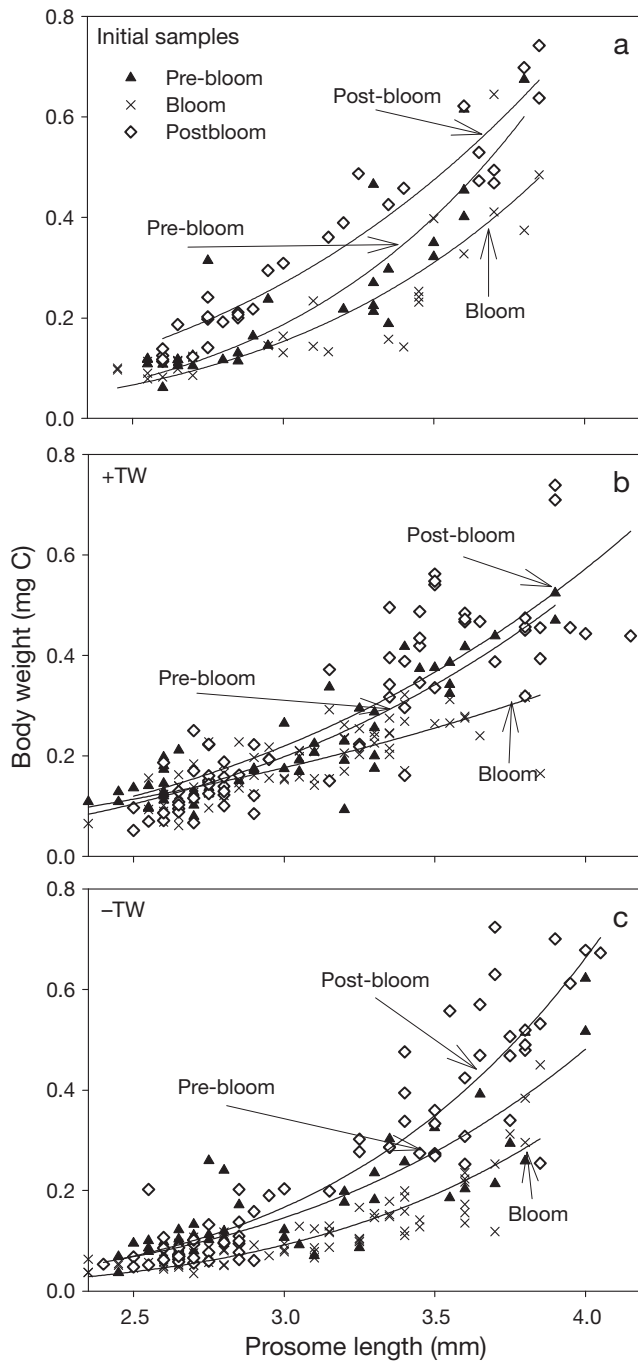 0.8
Initial samples
a
Pre-bloom
Bloom
Postbloom
Post-bloom
0.6
0.4
Pre-bloom
0.2
Bloom
0.0
0.8
+TW
b
0.6
Post-bloom
0.4
Pre-bloom
0.2
Bloom
0.0
Body weight (mg C)
0.8
–TW
c
0.6
Post-bloom
0.4
Pre-bloom
0.2
Bloom
0.0
2.5 3.0 3.5 4.0
Prosome length (mm)